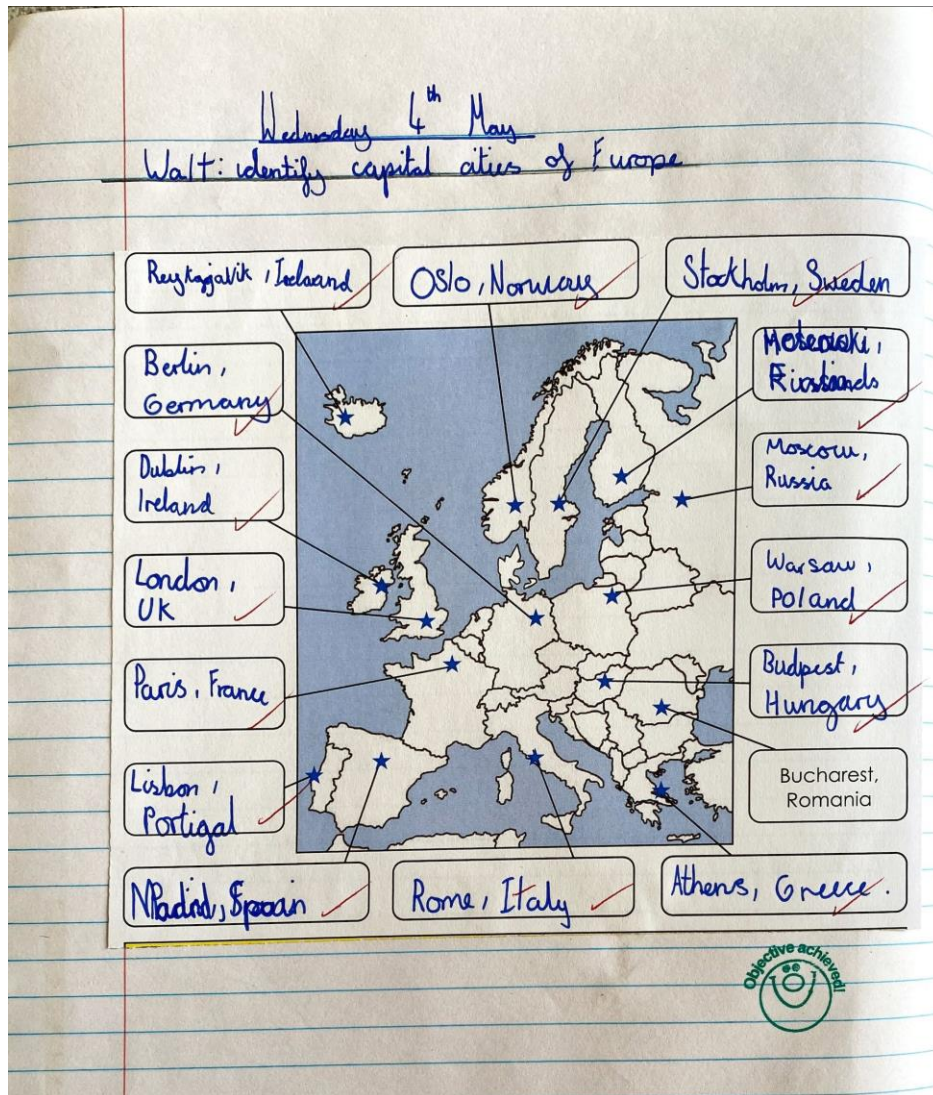 Wednesday 4th May
Walt: identify capital cities of Europe
Reykjavik, Iceland
Oslo, Norway
Stockholm, Sweden
Berlin,
Germany
Dublin,
Ireland
Moscow,
Russia
London,
UK
Warsaw,
Poland
Paris, France
Budpest,
Hungary
Bucharest,
Romania
Lisbon,
Portigal
Madrid, Spain
Rome, Italy
Athens, Greece.
Objective achieved!